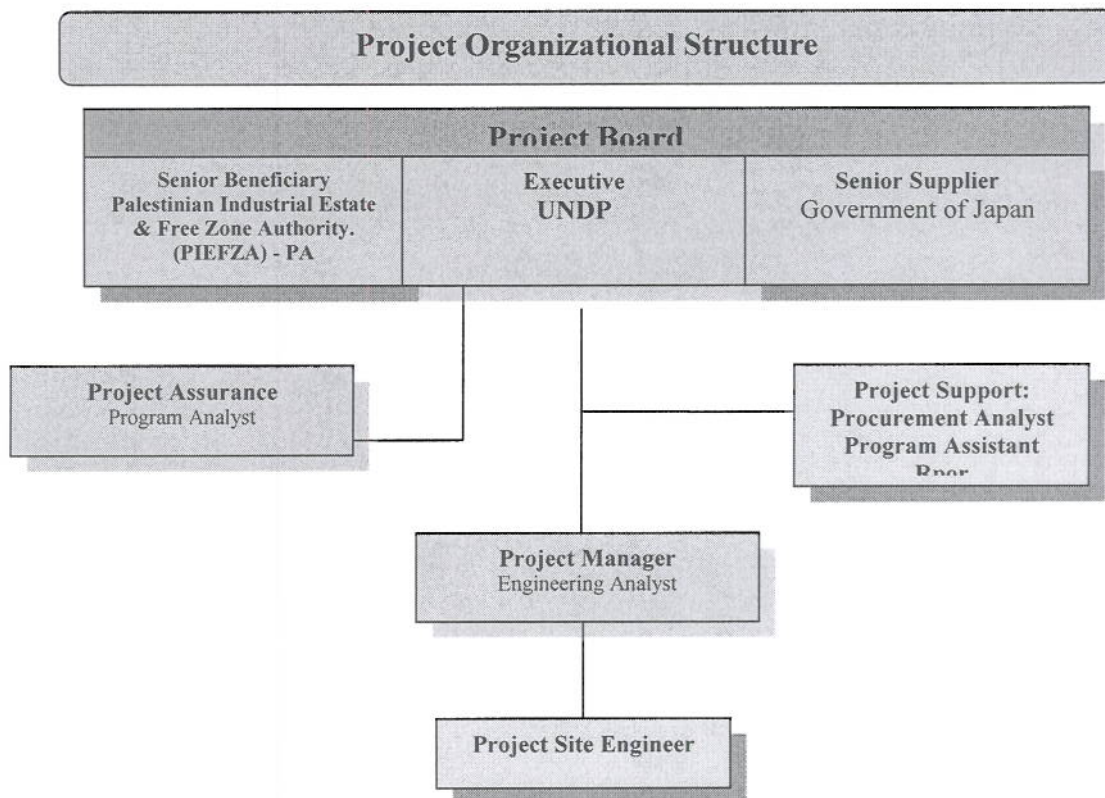 Project Organizational Structure
Project Board
Senior Beneficiary
Palestinian Industrial Estate
& Free Zone Authority.
(PIEFZA) - PA
Executive
UNDP
Senior Supplier
Government of Japan
Project Assurance
Program Analyst
Project Support:
Procurement Analyst
Program Assistant
Project Manager
Engineering Analyst
Project Site Engineer